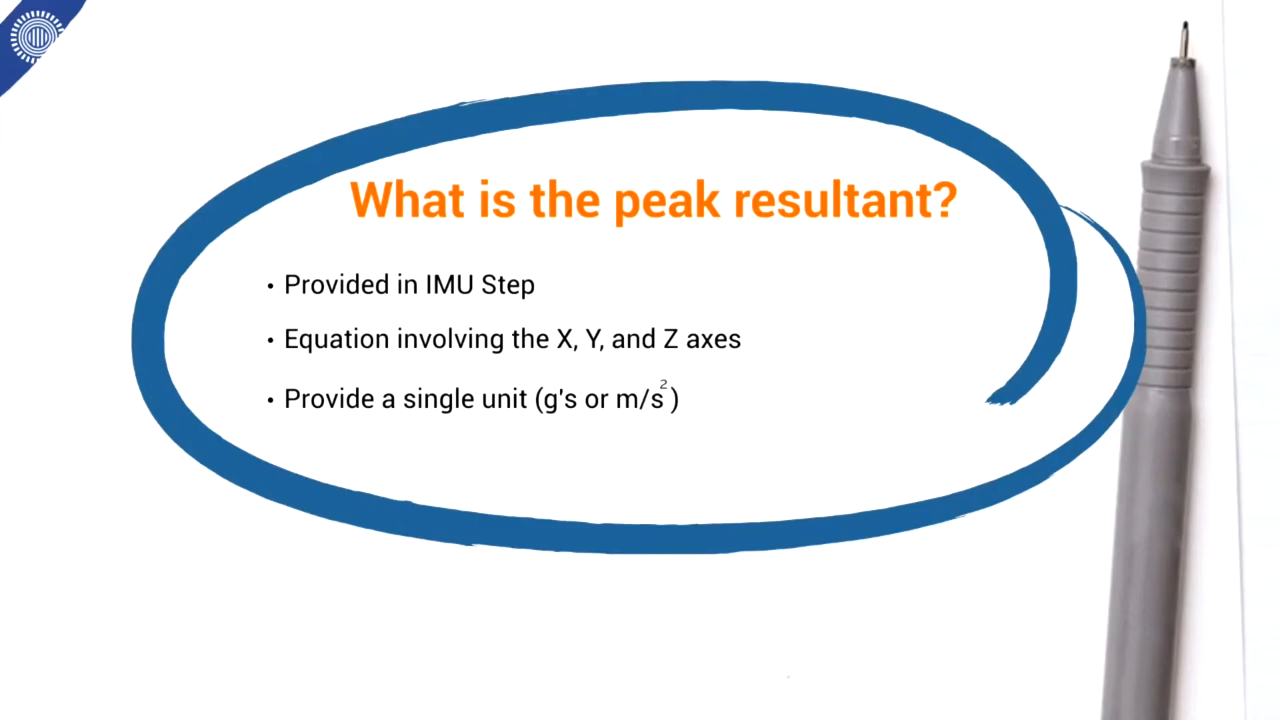 What is the peak resultant?
• Provided in IMU Step
• Equation involving the X, Y, and Z axes
• Provide a single unit (g's or m/s²)